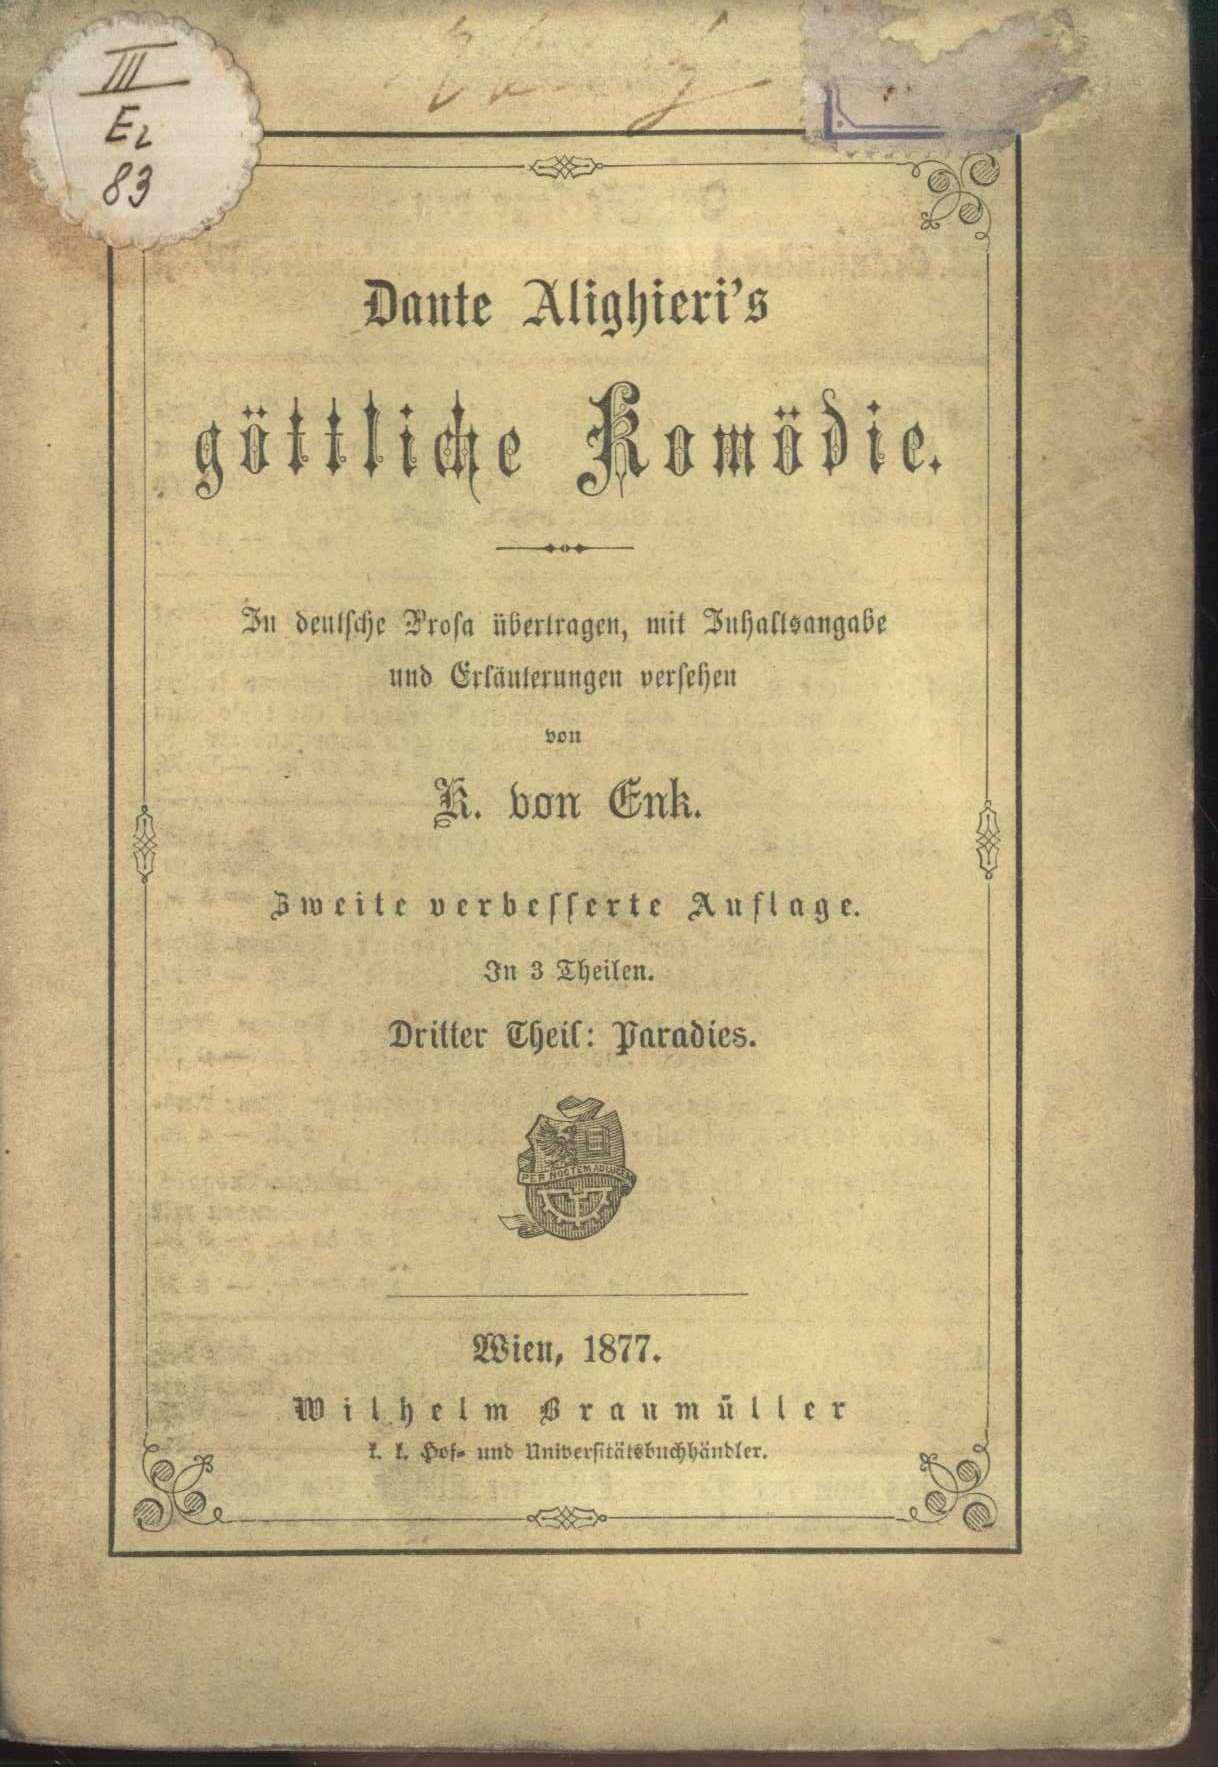 III
E2
83
Dante Alighieri's
göttliche Komödie.
In deutsche Prosa übertragen, mit Inhaltsangabe
und Erläuterungen versehen
von
K. von Enk.
Zweite verbesserte Auflage.
In 3 Theilen.
Dritter Theil: Paradies.
PER NOCTEM AD LUCEM
Wien, 1877.
Wilhelm Braumüller
k. k. Hof- und Universitätsbuchhändler.